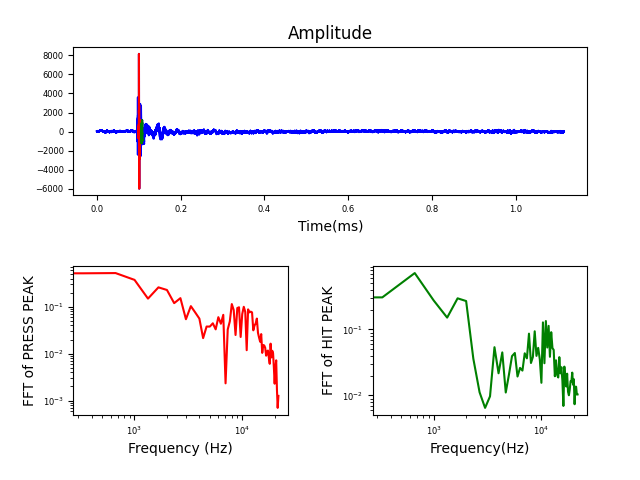 Amplitude
8000
6000
4000
2000
0
−2000
−4000
−6000
0.0 0.2 0.4 0.6 0.8 1.0
Time(ms)
FFT of PRESS PEAK
10⁻¹
10⁻²
10⁻³
10³ 10⁴
Frequency (Hz)
FFT of HIT PEAK
10⁻¹
10⁻²
10³ 10⁴
Frequency(Hz)